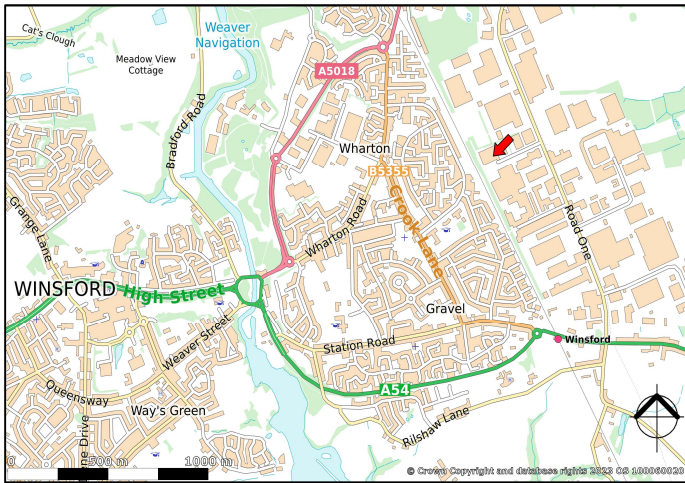 Cat's Clough
Weaver
Navigation
Meadow View
Cottage
A5018
Bradford Road
Wharton
B5355
Crook Lane
Grange Lane
Wharton Road
Road One
WINSFORD
High Street
Gravel
Weaver Street
Station Road
Winsford
Queensway
A54
Way's Green
Rilshaw Lane
0
500 m
1000 m
© Crown Copyright and database rights 2023 OS 100060020